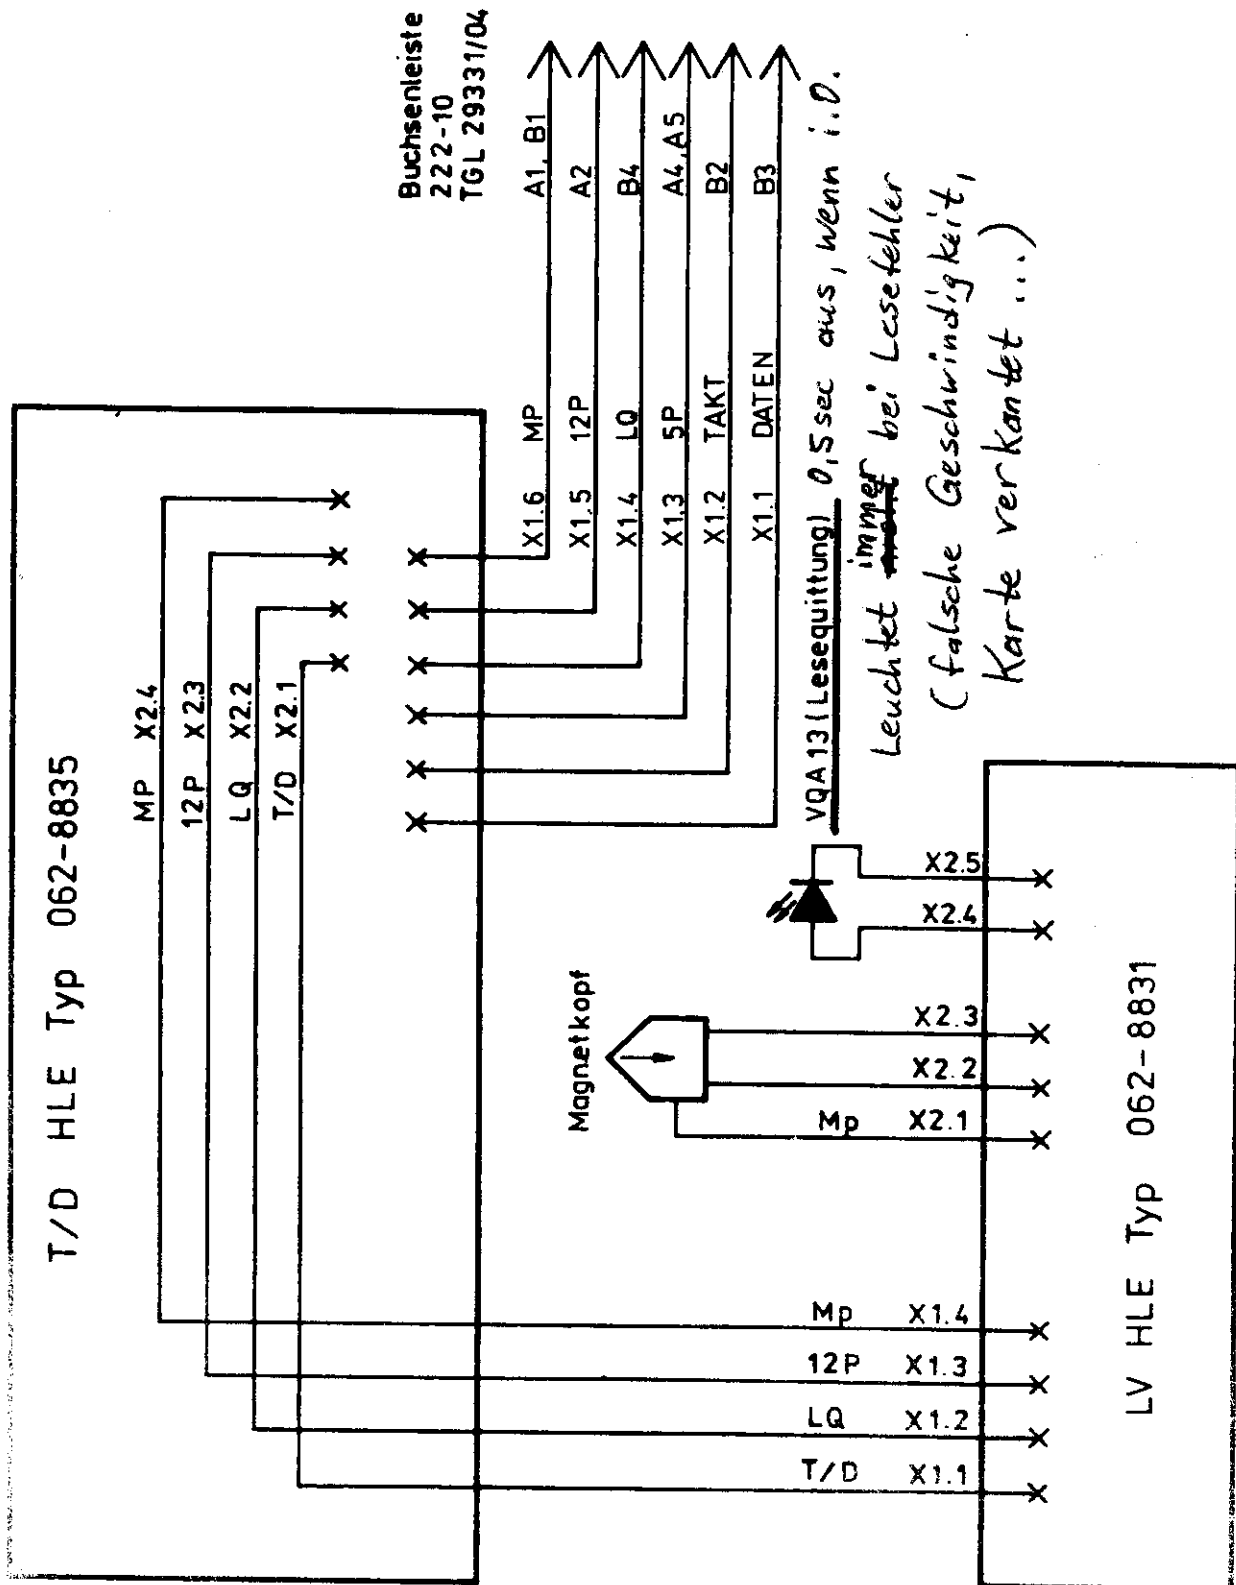 T/D HLE Typ 062-8835
MP X2.4
12P X2.3
LQ X2.2
T/D X2.1
Buchsenleiste
222-10
TGL 29331/04
X1.6 MP A1, B1
X1.5 12P A2
X1.4 LQ B4
X1.3 5P A4,A5
X1.2 TAKT B2
X1.1 DATEN B3
VQA13(Lesequittung) 0,5sec aus, wenn i.O.
Leuchtet immer bei Lesefehler
(falsche Geschwindigkeit,
Karte verkantet ...)
Magnetkopf
X2.5
X2.4
X2.3
X2.2
Mp X2.1
Mp X1.4
12P X1.3
LQ X1.2
T/D X1.1
LV HLE Typ 062-8831